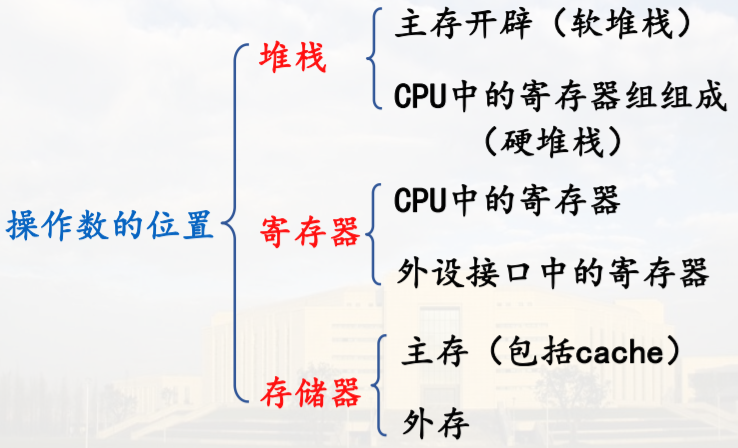 操作数的位置
堆栈
主存开辟（软堆栈）
CPU中的寄存器组组成
（硬堆栈）
寄存器
CPU中的寄存器
外设接口中的寄存器
存储器
主存（包括cache）
外存